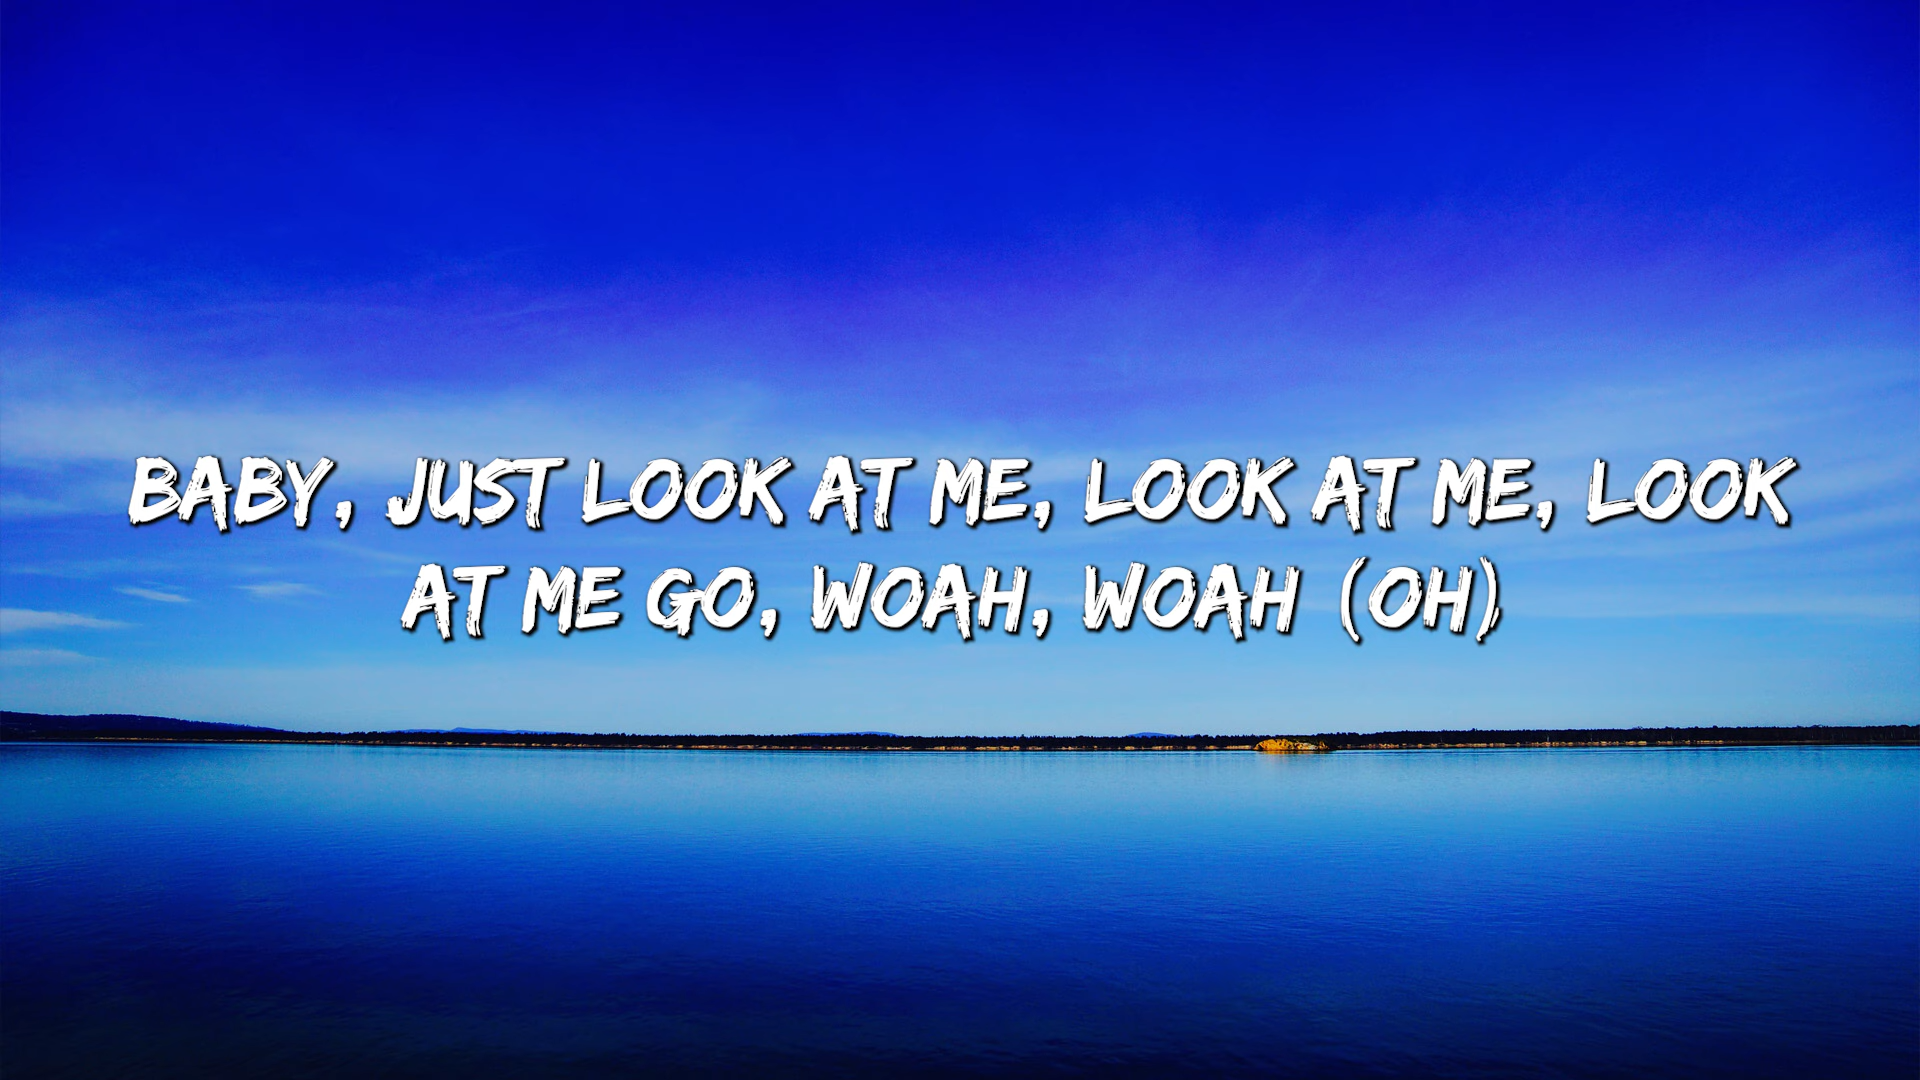 BABY, JUST LOOK AT ME, LOOK AT ME, LOOK
AT ME GO, WOAH, WOAH (OH)